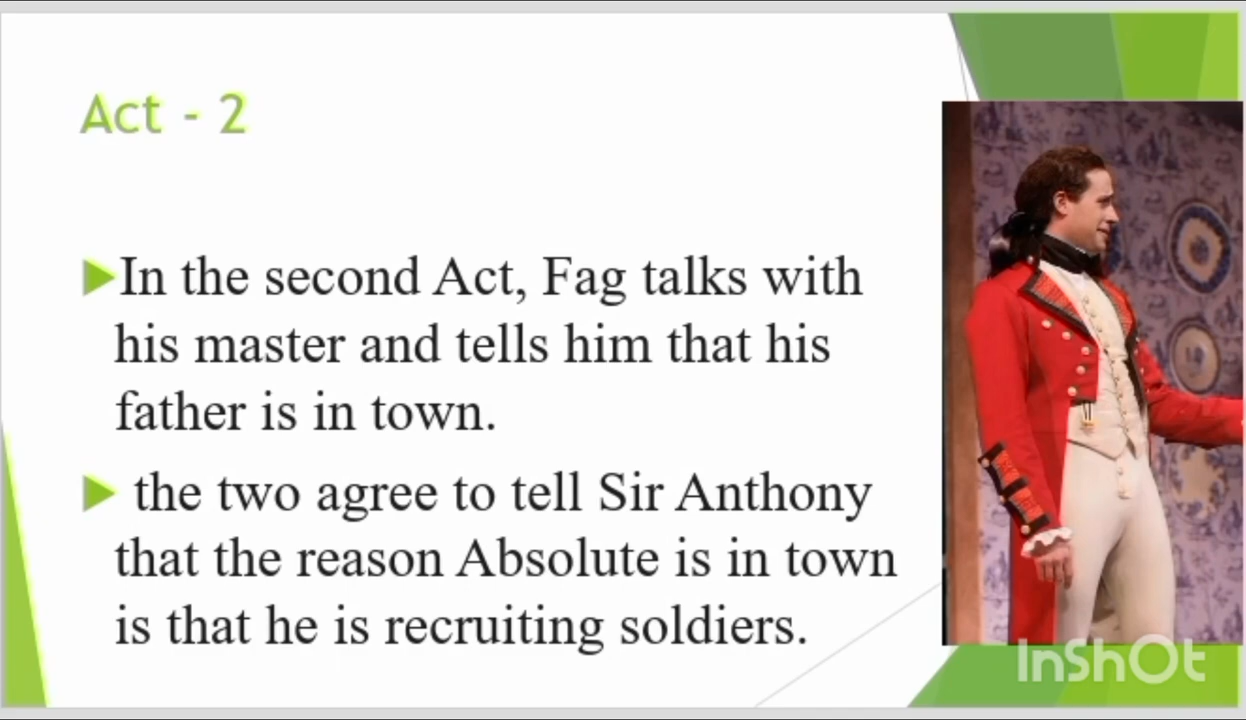 Act - 2
In the second Act, Fag talks with
his master and tells him that his
father is in town.
the two agree to tell Sir Anthony
that the reason Absolute is in town
is that he is recruiting soldiers.
InShOt